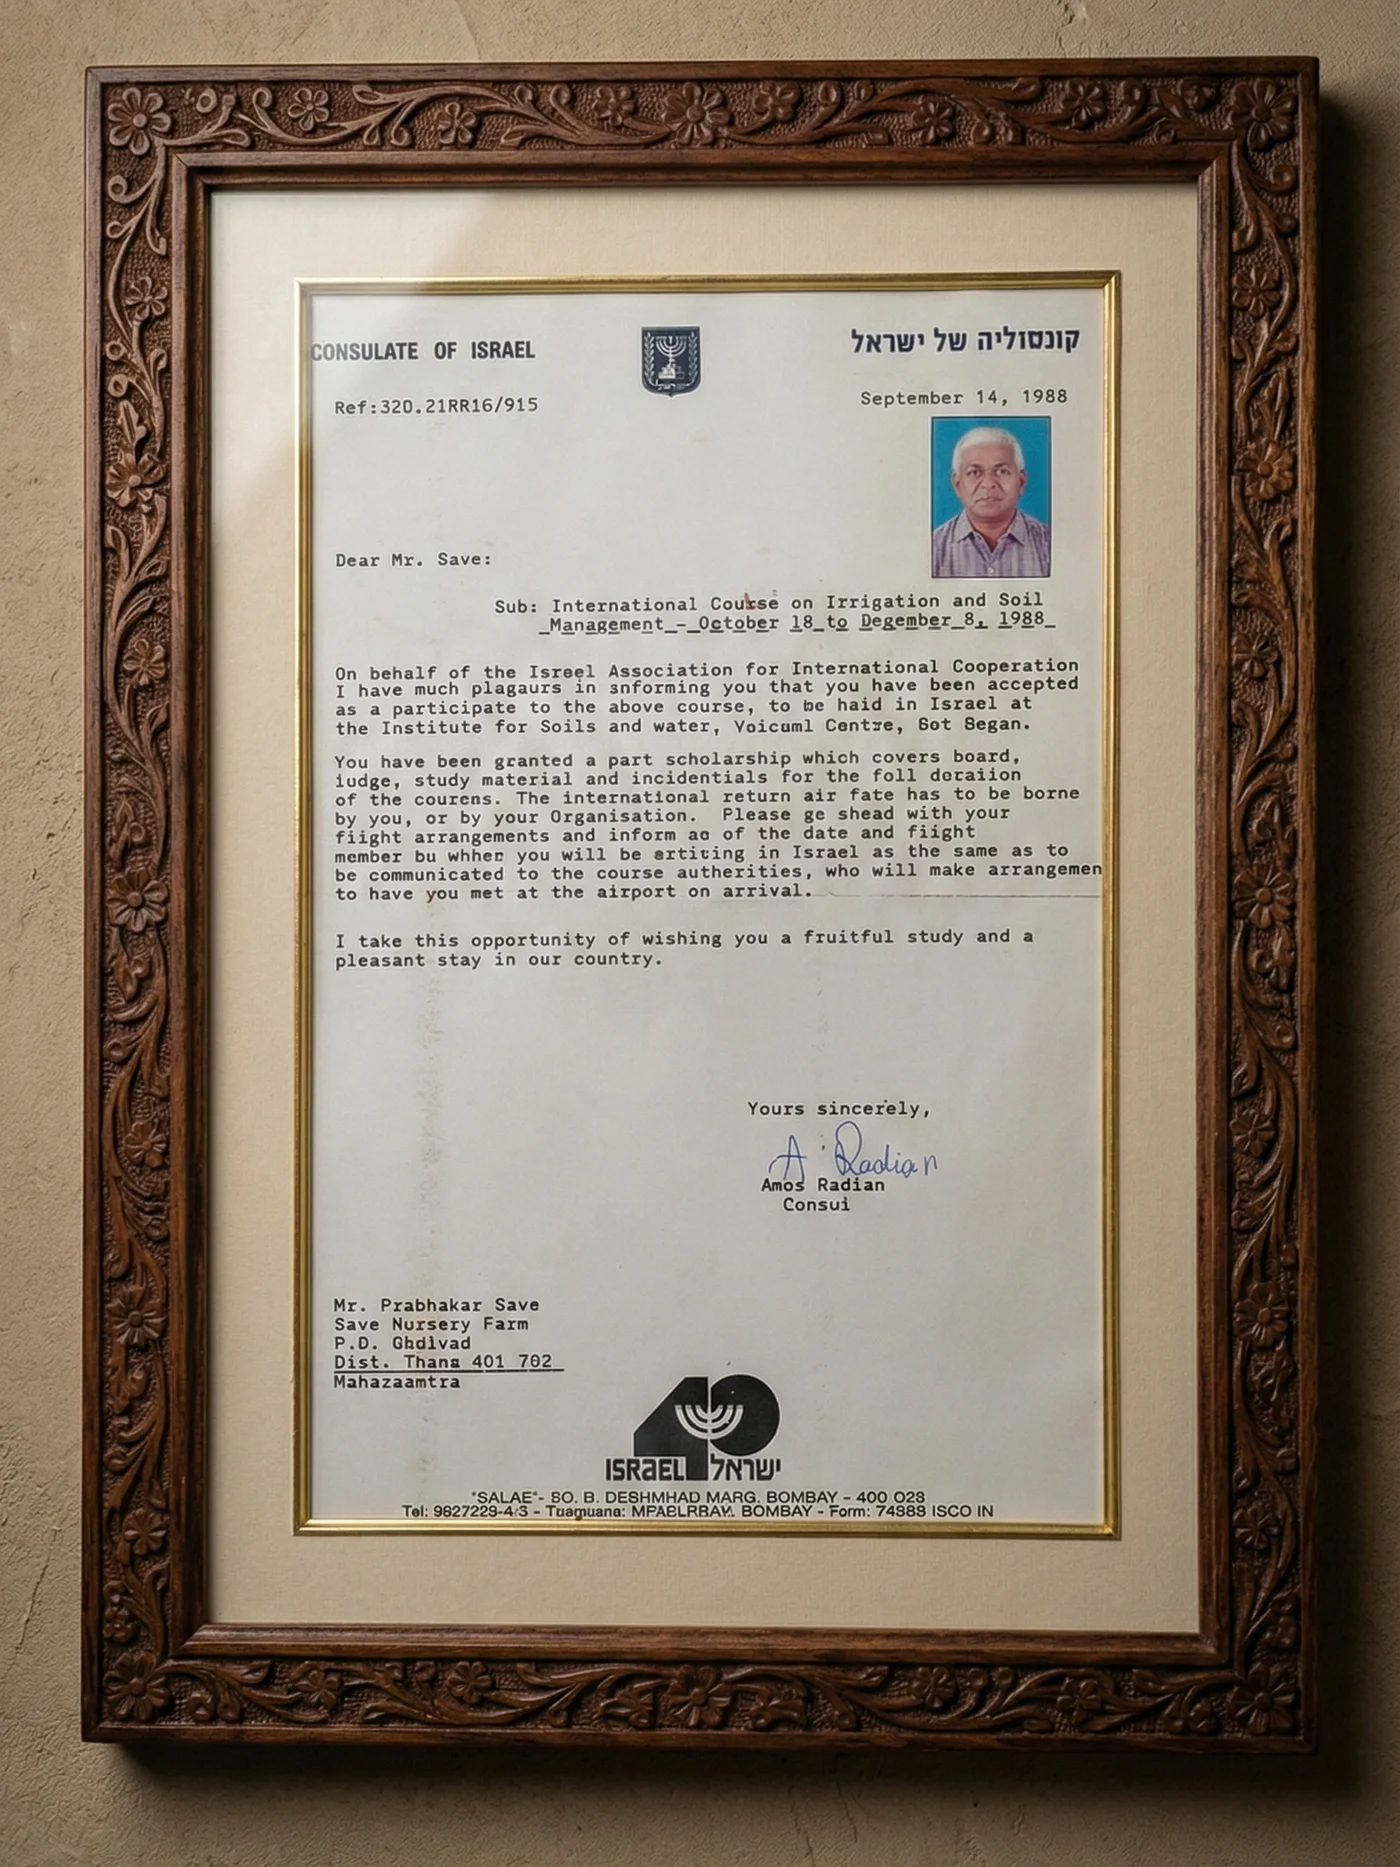 CONSULATE OF ISRAEL
קונסוליה של ישראל
Ref:320.21RR16/915
September 14, 1988
Dear Mr. Save:
Sub: International Course on Irrigation and Soil
Management - October 18 to Degember 8, 1988
On behalf of the Isreel Association for International Cooperation
I have much plagaurs in snforming you that you have been accepted
as a participate to the above course, to be haid in Israel at
the Institute for Soils and water, Voicuml Centre, Bot Began.
You have been granted a part scholarship which covers board,
iudge, study material and incidentials for the foll doraiion
of the courcns. The international return air fate has to be borne
by you, or by your Organisation. Please ge shead with your
fiight arrangements and inform ao of the date and fiight
member bu whher you will be artiting in Israel as the same as to
be communicated to the course autherities, who will make arrangemen
to have you met at the airport on arrival.
I take this opportunity of wishing you a fruitful study and a
pleasant stay in our country.
Yours sincerely,
A Radian
Amos Radian
Consui
Mr. Prabhakar Save
Save Nursery Farm
P.D. Ghdlvad
Dist. Thana 401 702
Mahazaamtra
40
ISRaEL ישראל
"SALAE"- SO. B. DESHMHAD MARG. BOMBAY - 400 028
Tel: 9827229-4/3 - Tuamuana: MPABLRBAY. BOMBAY - Form: 74383 ISCO IN